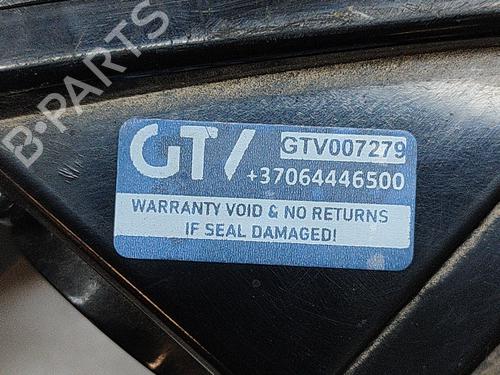 B-PARTS
GTV
GTV007279
+37064446500
WARRANTY VOID & NO RETURNS
IF SEAL DAMAGED!